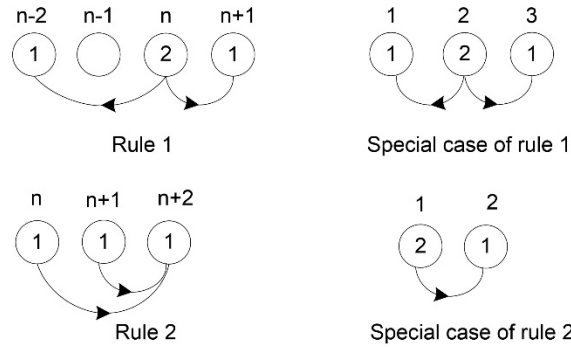 n-2 n-1 n n+1
1 2 1
Rule 1
1 2 3
1 2 1
Special case of rule 1
n n+1 n+2
1 1 1
Rule 2
1 2
2 1
Special case of rule 2